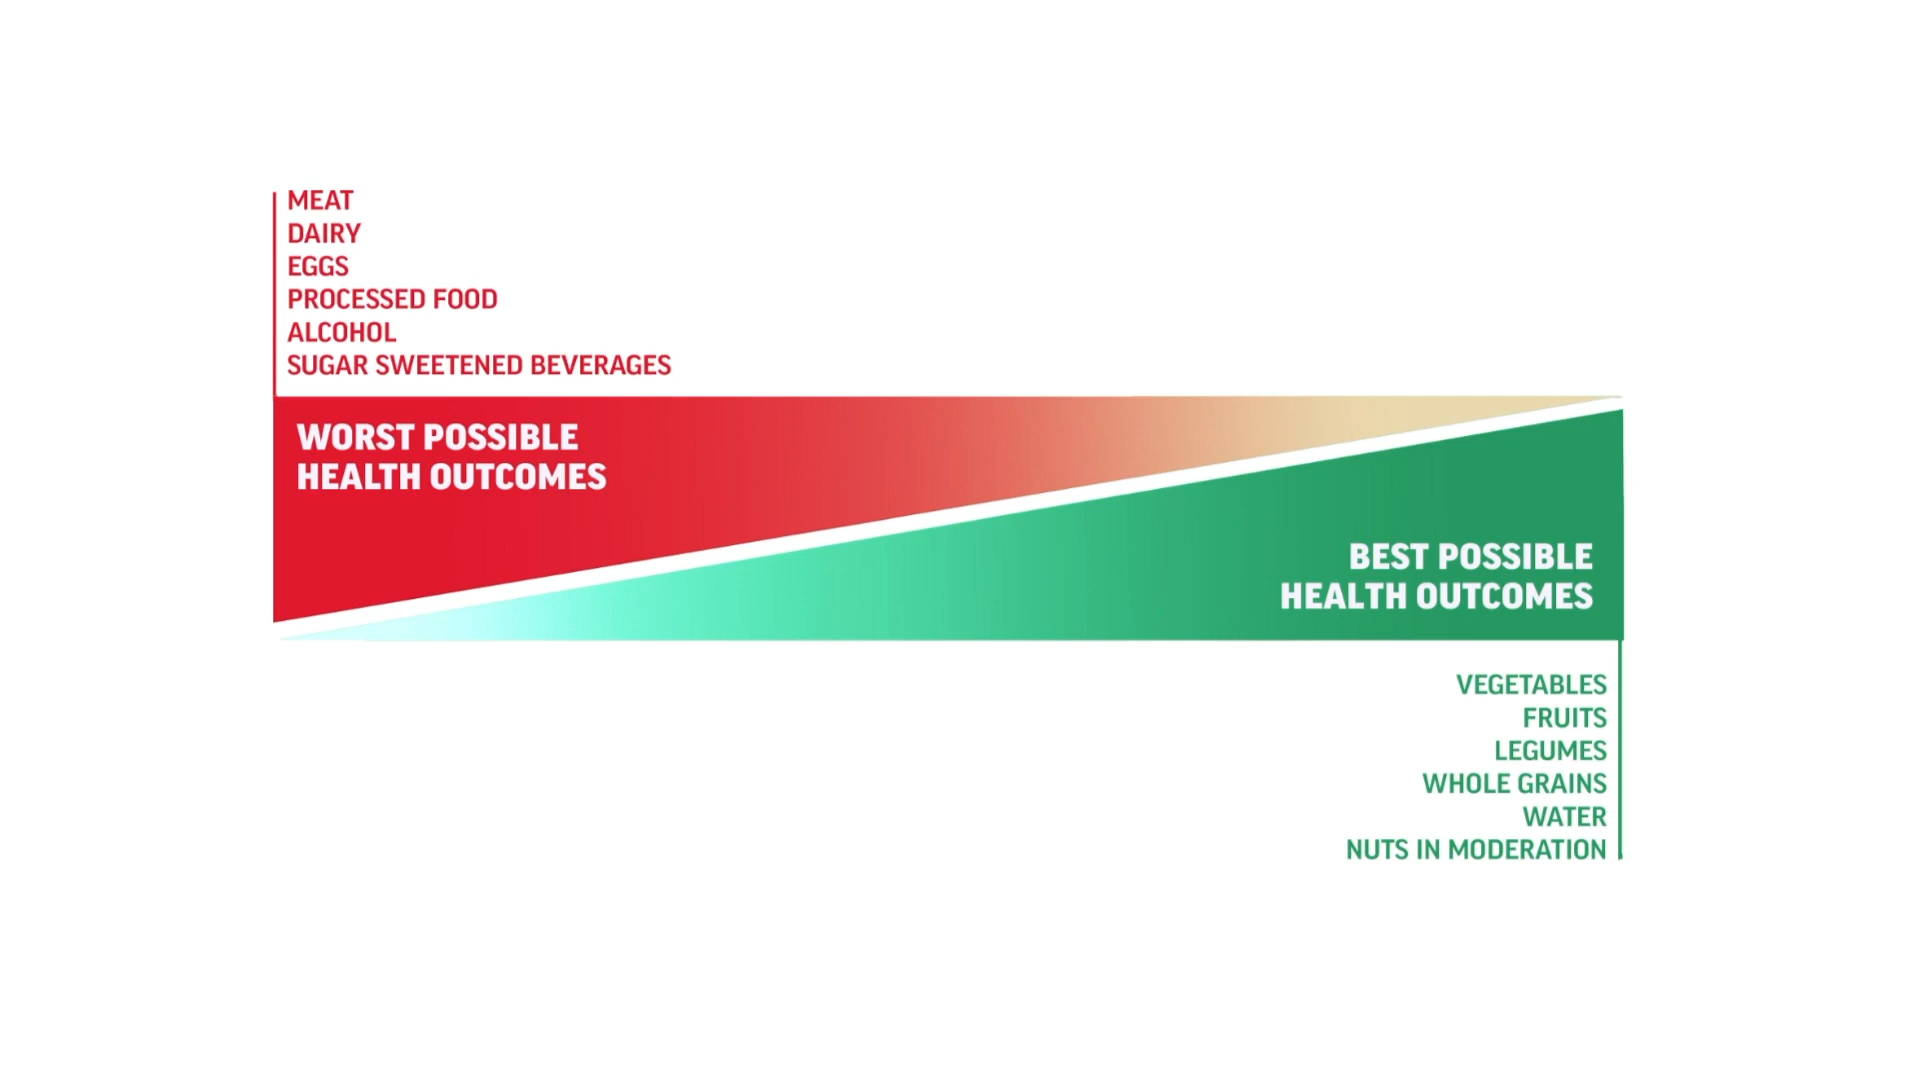 MEAT
DAIRY
EGGS
PROCESSED FOOD
ALCOHOL
SUGAR SWEETENED BEVERAGES
WORST POSSIBLE
HEALTH OUTCOMES
BEST POSSIBLE
HEALTH OUTCOMES
VEGETABLES
FRUITS
LEGUMES
WHOLE GRAINS
WATER
NUTS IN MODERATION